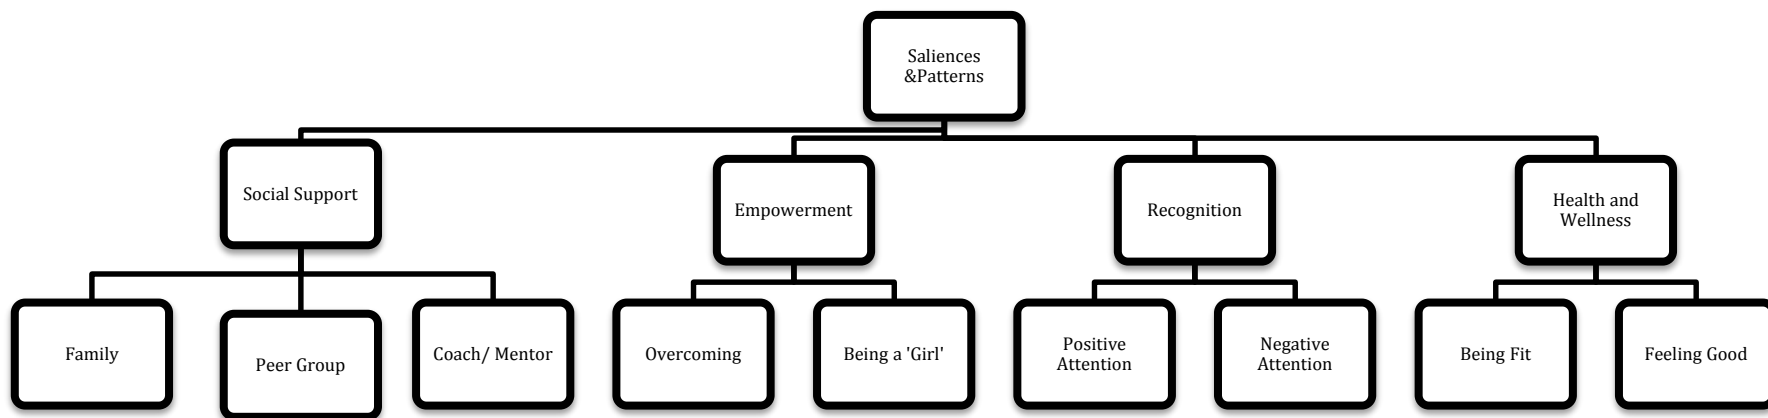 Saliences
&Patterns
Social Support
Empowerment
Recognition
Health and
Wellness
Family
Peer Group
Coach/ Mentor
Overcoming
Being a 'Girl'
Positive
Attention
Negative
Attention
Being Fit
Feeling Good